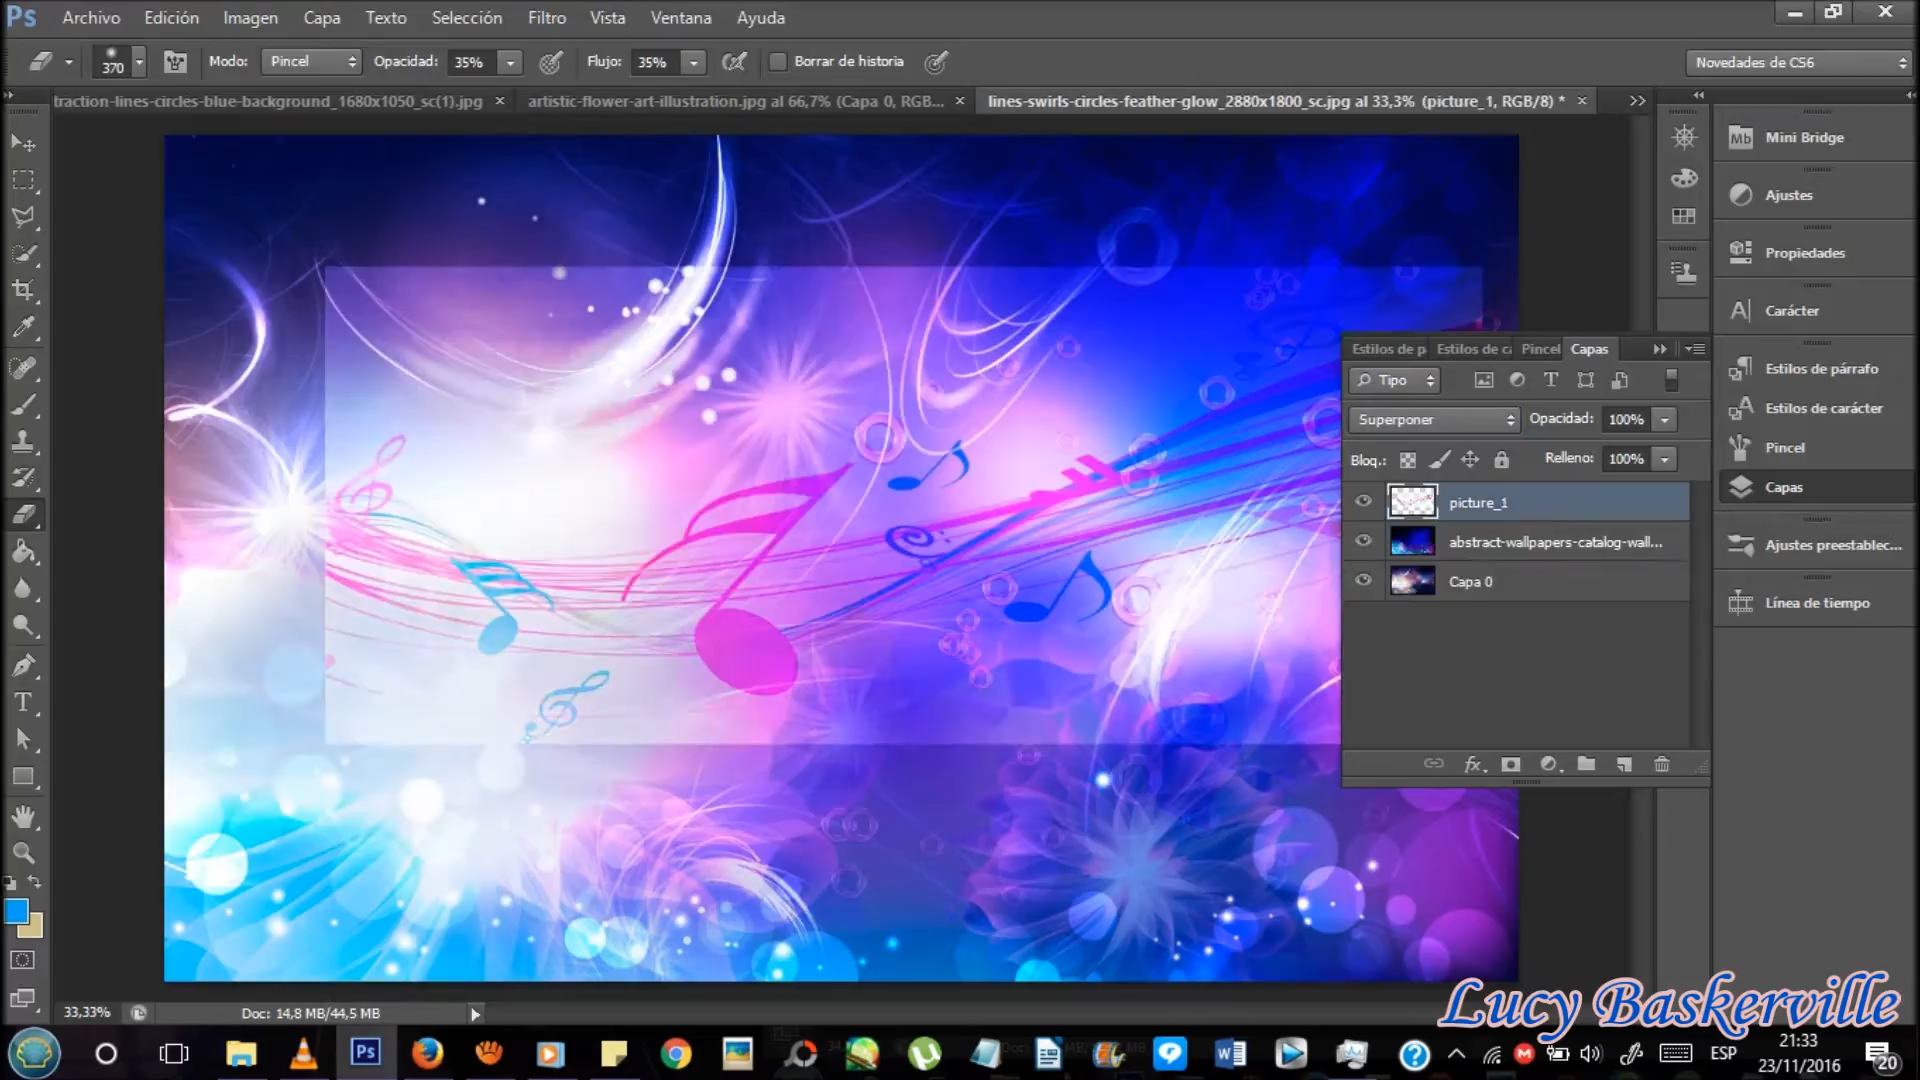 Ps Archivo Edición Imagen Capa Texto Selección Filtro Vista Ventana Ayuda
370 Modo: Pincel Opacidad: 35% Flujo: 35% Borrar de historia Novedades de CS6
traction-lines-circles-blue-background_1680x1050_sc(1).jpg × artistic-flower-art-illustration.jpg al 66,7% (Capa 0, RGB... × lines-swirls-circles-feather-glow_2880x1800_sc.jpg al 33,3% (picture_1, RGB/8) * ×
Mb Mini Bridge
Ajustes
Propiedades
Carácter
Estilos de párrafo
Estilos de carácter
Pincel
Capas
Ajustes preestablec...
Línea de tiempo
Estilos de p Estilos de ca Pincel Capas
Tipo
Superponer Opacidad: 100%
Bloq.: Relleno: 100%
picture_1
abstract-wallpapers-catalog-wall...
Capa 0
fx
33,33% Doc: 14,8 MB/44,5 MB
Lucy Baskerville
Ps
ESP
21:33
23/11/2016
20